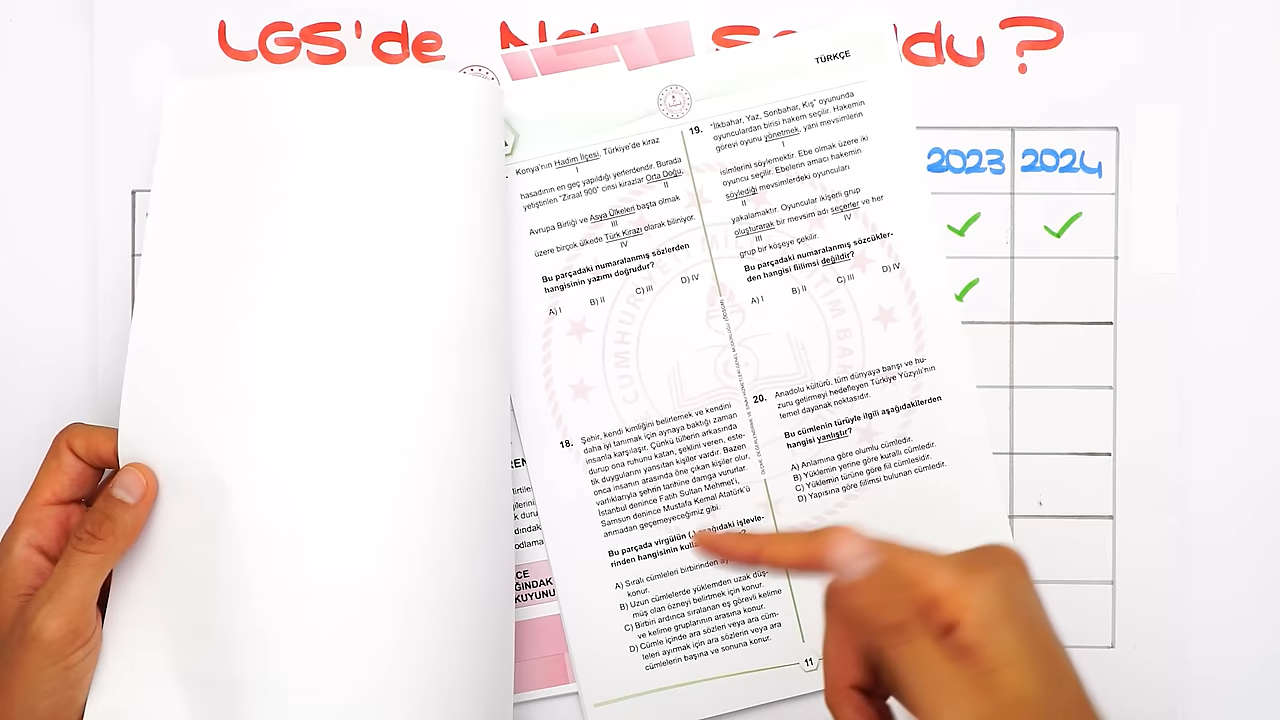 LGS'de
du?
2023 2024
TÜRKÇE
Konya'nın Hadim İlçesi, Türkiye'de kiraz
I
hasadının en geç yapıldığı yerlerdendir. Burada
yetiştirilen "Ziraat 900" cinsi kirazlar Orta Doğu,
II
Avrupa Birliği ve Asya Ülkeleri başta olmak
III
üzere birçok ülkede Türk Kirazı olarak biliniyor.
IV
Bu parçadaki numaralanmış sözlerden
hangisinin yazımı doğrudur?
A) I B) II C) III D) IV
18. Şehir, kendi kimliğini belirlemek ve kendini
daha iyi tanımak için aynaya baktığı zaman
insanla karşılaşır. Çünkü tüllerin arkasında
durup ona ruhunu katan, şeklini veren, este-
tik duygularını yansıtan kişiler vardır. Bazen
onca insanın arasında öne çıkan kişiler olur,
varlıklarıyla şehrin tarihine damga vururlar.
İstanbul denince Fatih Sultan Mehmet'i,
Samsun denince Mustafa Kemal Atatürk'ü
anmadan geçemeyeceğimiz gibi.
Bu parçada virgülün (,) aşağıdaki işlevle-
rinden hangisinin
A) Sıralı cümleleri birbirinden
konur.
B) Uzun cümlelerde yüklemden uzak düş-
müş olan özneyi belirtmek için konur.
C) Birbiri ardınca sıralanan eş görevli kelime
ve kelime gruplarının arasına konur.
D) Cümle içinde ara sözleri veya ara cüm-
leleri ayırmak için ara sözlerin veya ara
cümlelerin başına ve sonuna konur.
19. "İlkbahar, Yaz, Sonbahar, Kış" oyununda
oyunculardan birisi hakem seçilir. Hakemin
görevi oyunu yönetmek, yani mevsimlerin
I
isimlerini söylemektir. Ebe olmak üzere iki
oyuncu seçilir. Ebelerin amacı hakemin
söylediği mevsimlerdeki oyuncuları
II
yakalamaktır. Oyuncular ikişerli grup
oluşturarak bir mevsim adı seçerler ve her
III IV
grup bir köşeye çekilir.
Bu parçadaki numaralanmış sözcükler-
den hangisi fiilimsi değildir?
A) I B) II C) III D) IV
20. Anadolu kültürü, tüm dünyaya barışı ve hu-
zuru getirmeyi hedefleyen Türkiye Yüzyılı'nın
temel dayanak noktasıdır.
Bu cümlenin türüyle ilgili aşağıdakilerden
hangisi yanlıştır?
A) Anlamına göre olumlu cümledir.
B) Yüklemin yerine göre kurallı cümledir.
C) Yüklemin türüne göre fiil cümlesidir.
D) Yapısına göre fiilimsi bulunan cümledir.
11